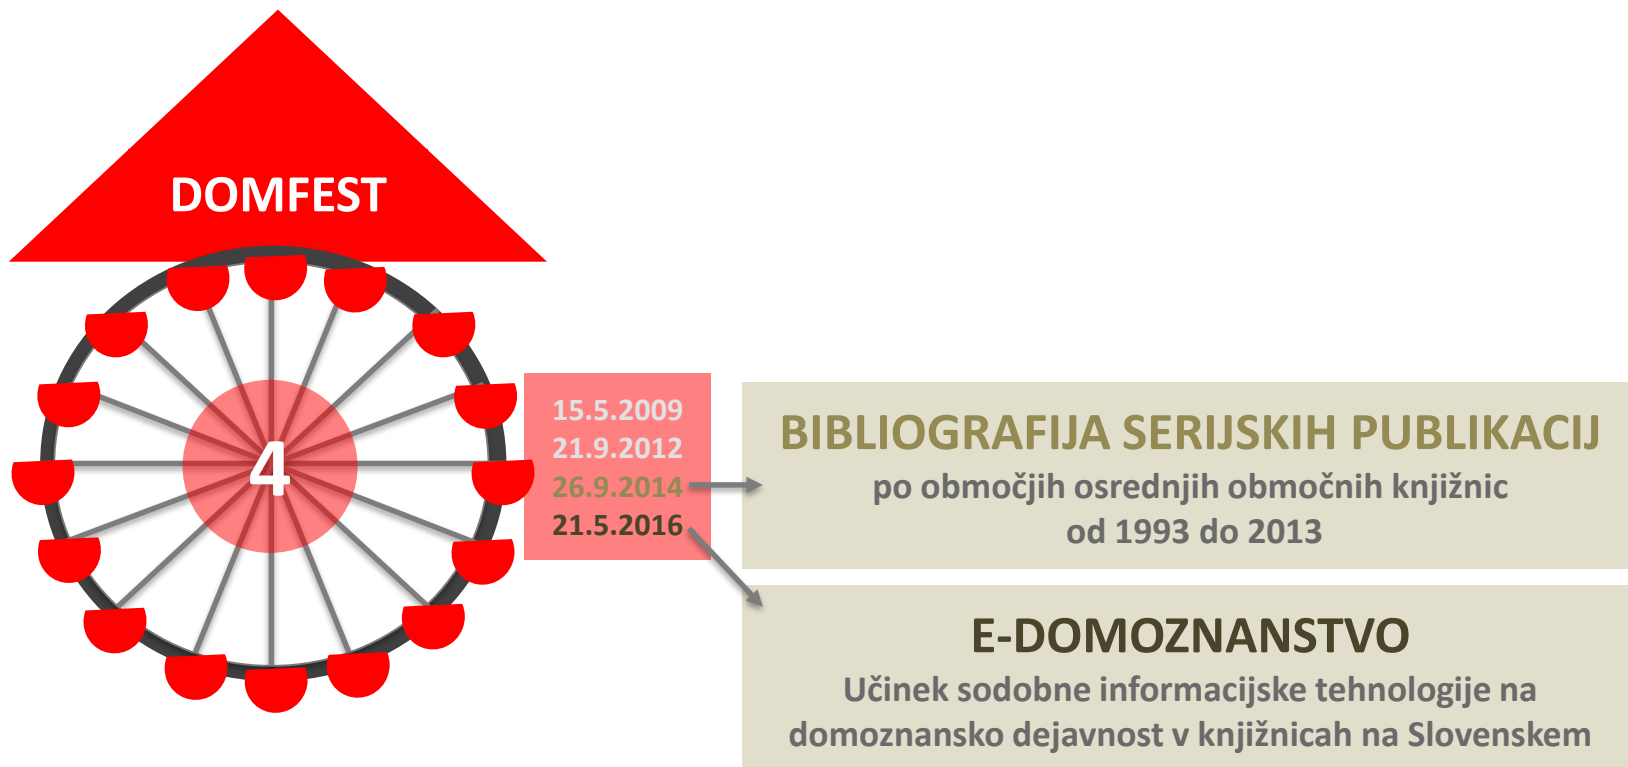 DOMFEST
4
15.5.2009
21.9.2012
26.9.2014
21.5.2016
BIBLIOGRAFIJA SERIJSKIH PUBLIKACIJ
po območjih osrednjih območnih knjižnic
od 1993 do 2013
E-DOMOZNANSTVO
Učinek sodobne informacijske tehnologije na
domoznansko dejavnost v knjižnicah na Slovenskem